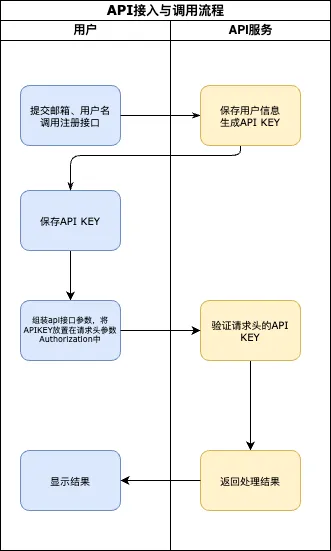 API接入与调用流程
用户
API服务
提交邮箱、用户名
调用注册接口
保存用户信息
生成API KEY
保存API KEY
组装api接口参数，将
APIKEY放置在请求头参数
Authorization中
验证请求头的API
KEY
显示结果
返回处理结果